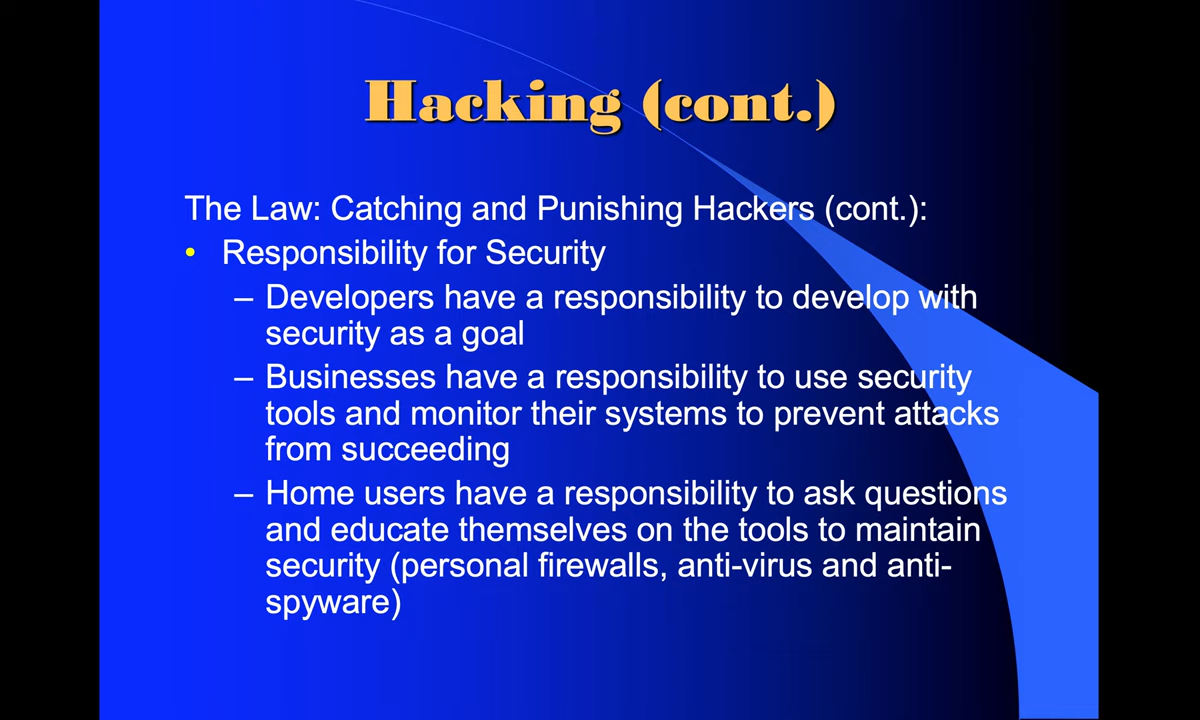 Hacking (cont.)
The Law: Catching and Punishing Hackers (cont.):
• Responsibility for Security
– Developers have a responsibility to develop with
security as a goal
– Businesses have a responsibility to use security
tools and monitor their systems to prevent attacks
from succeeding
– Home users have a responsibility to ask questions
and educate themselves on the tools to maintain
security (personal firewalls, anti-virus and anti-
spyware)